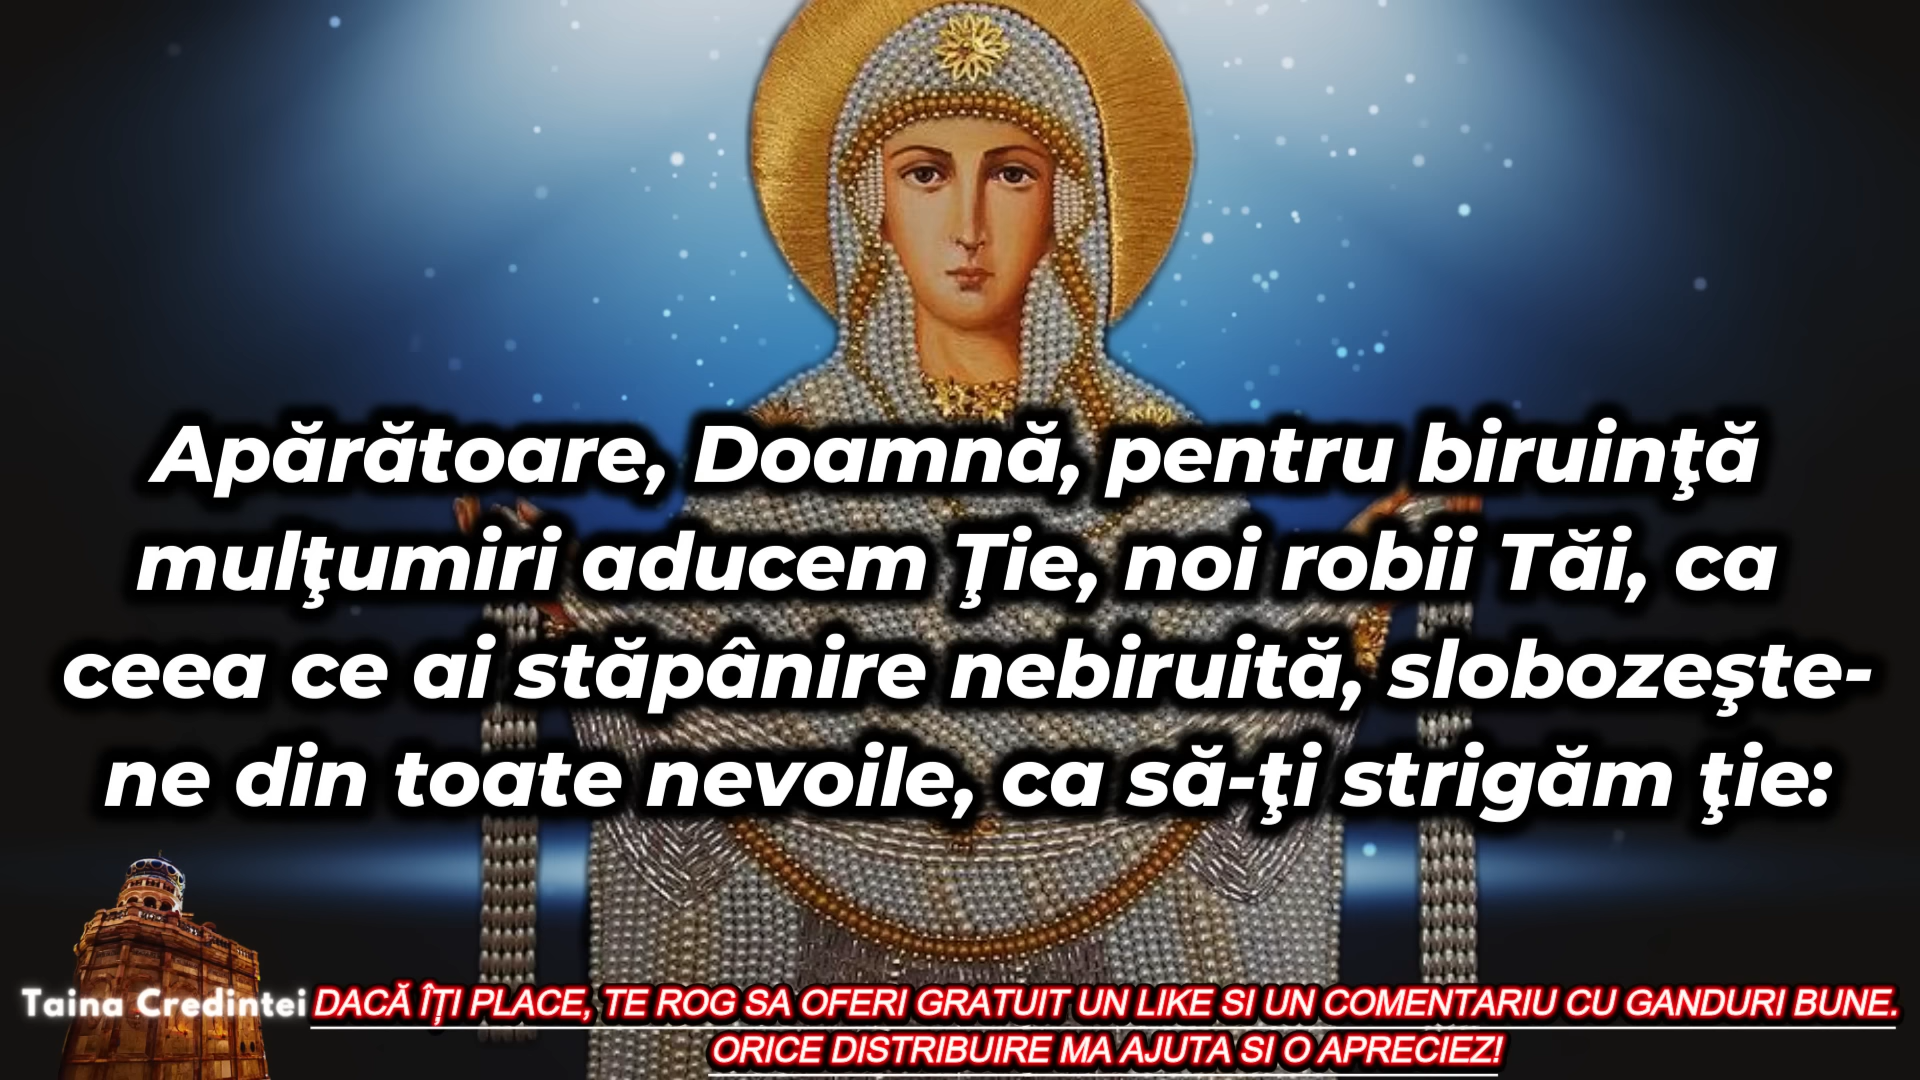 Apărătoare, Doamnă, pentru biruinţă
mulţumiri aducem Ţie, noi robii Tăi, ca
ceea ce ai stăpânire nebiruită, slobozeşte-
ne din toate nevoile, ca să-ţi strigăm ţie:
Taina Credintei
DACĂ ÎȚI PLACE, TE ROG SA OFERI GRATUIT UN LIKE SI UN COMENTARIU CU GANDURI BUNE.
ORICE DISTRIBUIRE MA AJUTA SI O APRECIEZ!